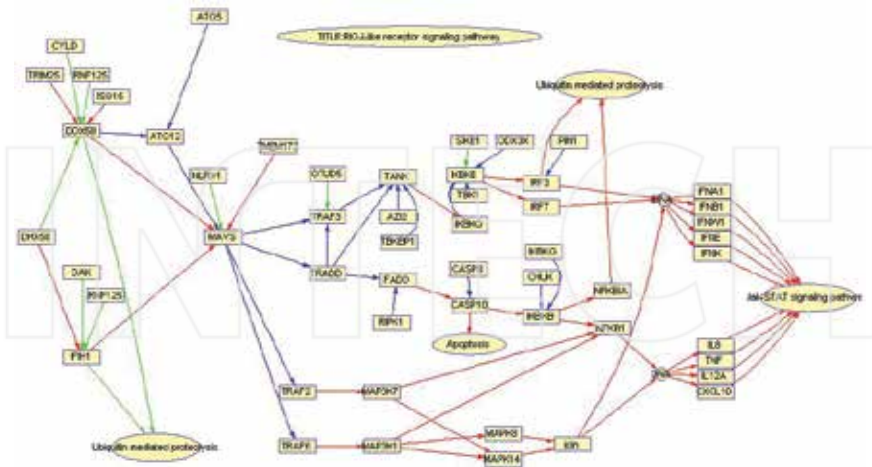 ATG5
TITLE:RIG-I-like receptor signaling pathway
CYLD
TRIM25
RNF125
ISG15
DDX58
ATG12
Ubiquitin mediated proteolysis
SIKE1
DDX3X
PIN1
NLRX1
OTUD5
TANK
IKBKE
IRF3
TBK1
IRF7
IFNA1
IFNB1
IFNW1
IFNE
IFNK
TRAF3
AZI2
TBKBP1
IKBKG
MAVS
DHX58
TRADD
FADD
CASP8
CASP10
IKBKG
CHUK
IKBKB
NFKBIA
NFKB1
DAK
RNF125
IFIH1
RIPK1
Apoptosis
Jak-STAT signaling pathway
IL8
TNF
IL12A
CXCL10
TRAF2
MAP3K7
TRAF6
MAP3K1
MAPK8
MAPK14
Ubiquitin mediated proteolysis
INTECH